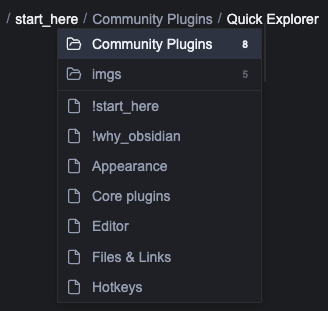 / start_here / Community Plugins / Quick Explorer
Community Plugins 8
imgs 5
!start_here
!why_obsidian
Appearance
Core plugins
Editor
Files & Links
Hotkeys